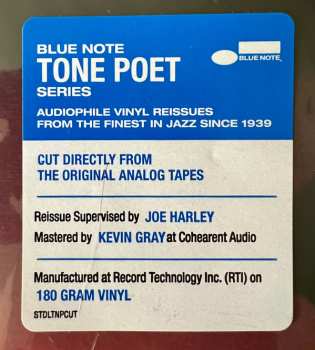 BLUE NOTE
TONE POET
SERIES
BLUE NOTE
AUDIOPHILE VINYL REISSUES
FROM THE FINEST IN JAZZ SINCE 1939
CUT DIRECTLY FROM
THE ORIGINAL ANALOG TAPES
Reissue Supervised by JOE HARLEY
Mastered by KEVIN GRAY at Cohearent Audio
Manufactured at Record Technology Inc. (RTI) on
180 GRAM VINYL
STDLTNPCUT